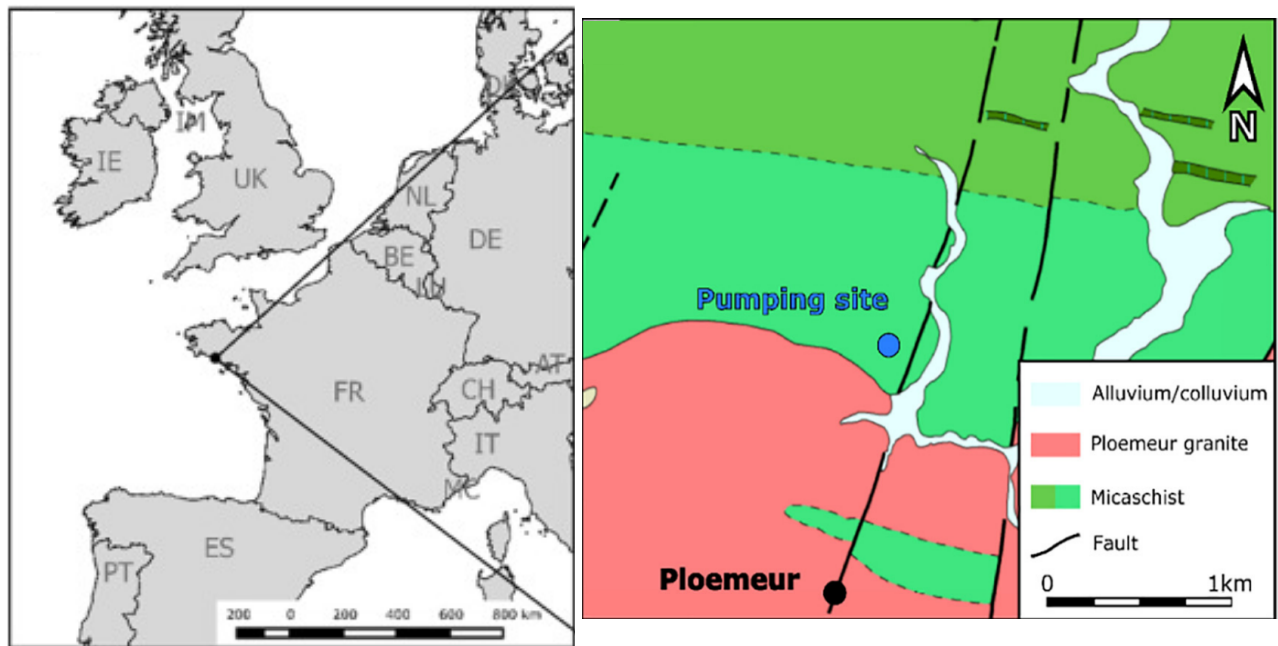 DK
IM
IE
UK
NL
DE
BE
LU
AT
FR
CH
IT
MC
ES
PT
200 0 200 400 600 800 km
N
Pumping site
Ploemeur
Alluvium/colluvium
Ploemeur granite
Micaschist
Fault
0 1km